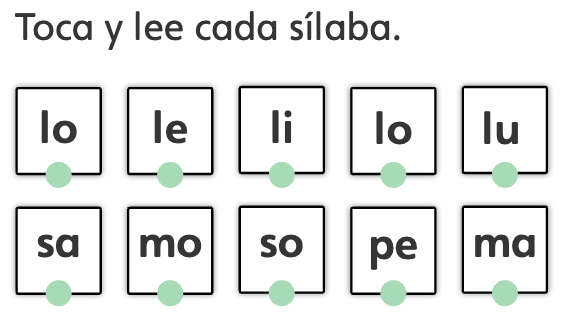 Toca y lee cada sílaba.
lo le li lo lu
sa mo so pe ma